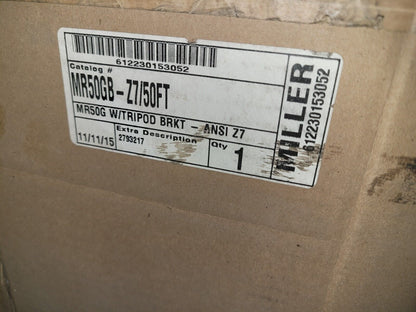 612230153052
Catalog #
MR50GB-Z7/50FT
MR50G W/TRIPOD BRKT - ANSI Z7
11/11/15
Extra Description
2793217
Qty
1
MILLER
612230153052